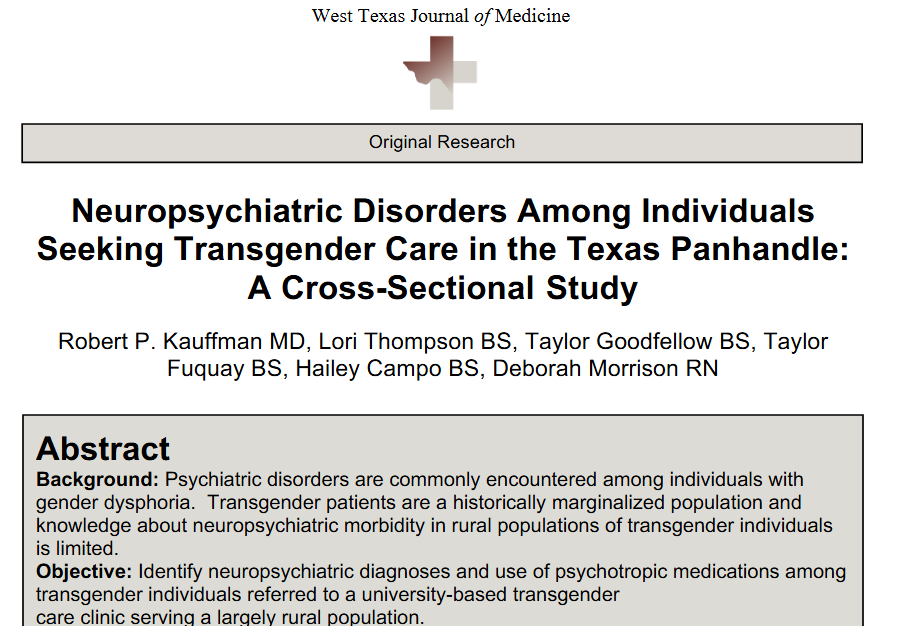 West Texas Journal of Medicine
Original Research
Neuropsychiatric Disorders Among Individuals
Seeking Transgender Care in the Texas Panhandle:
A Cross-Sectional Study
Robert P. Kauffman MD, Lori Thompson BS, Taylor Goodfellow BS, Taylor
Fuquay BS, Hailey Campo BS, Deborah Morrison RN
Abstract
Background: Psychiatric disorders are commonly encountered among individuals with
gender dysphoria.  Transgender patients are a historically marginalized population and
knowledge about neuropsychiatric morbidity in rural populations of transgender individuals
is limited.
Objective: Identify neuropsychiatric diagnoses and use of psychotropic medications among
transgender individuals referred to a university-based transgender
care clinic serving a largely rural population.